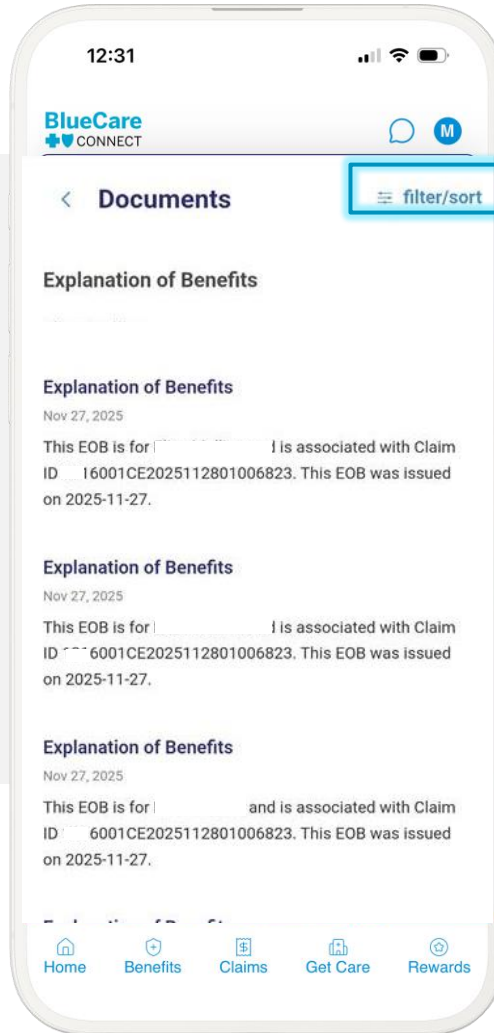 12:31
BlueCare
CONNECT
M
Documents
filter/sort
Explanation of Benefits
Explanation of Benefits
Nov 27, 2025
This EOB is for is associated with Claim
ID 16001CE2025112801006823. This EOB was issued
on 2025-11-27.
Explanation of Benefits
Nov 27, 2025
This EOB is for is associated with Claim
ID 6001CE2025112801006823. This EOB was issued
on 2025-11-27.
Explanation of Benefits
Nov 27, 2025
This EOB is for and is associated with Claim
ID 6001CE2025112801006823. This EOB was issued
on 2025-11-27.
Home Benefits Claims Get Care Rewards